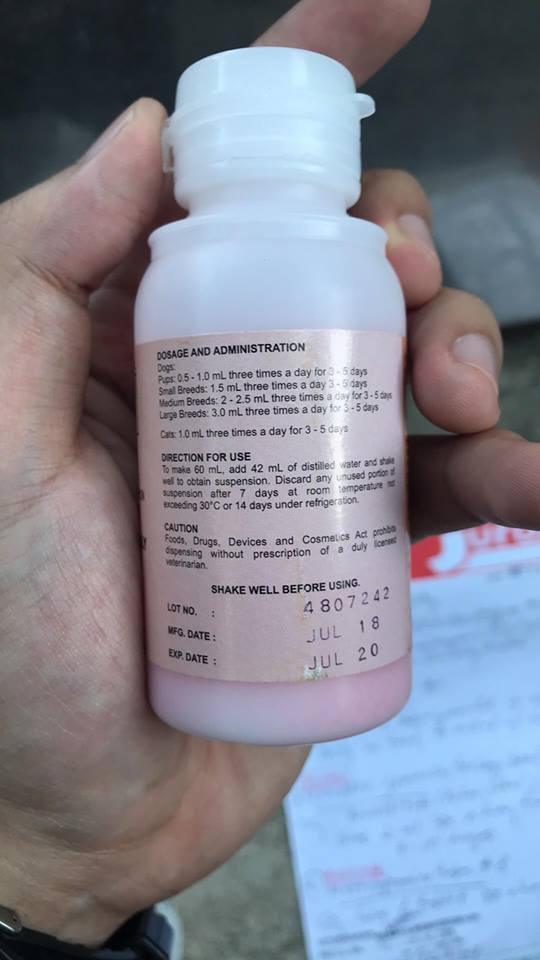 DOSAGE AND ADMINISTRATION
Dogs:
Pups: 0.5 - 1.0 mL three times a day for 3 - 5 days
Small Breeds: 1.5 mL three times a day 3 - 5 days
Medium Breeds: 2 - 2.5 mL three times a day for 3 - 5 days
Large Breeds: 3.0 mL three times a day for 3 - 5 days
Cats: 1.0 mL three times a day for 3 - 5 days
DIRECTION FOR USE
To make 60 mL, add 42 mL of distilled water and shake
well to obtain suspension. Discard any unused portion of
suspension after 7 days at room temperature not
exceeding 30°C or 14 days under refrigeration.
CAUTION
Foods, Drugs, Devices and Cosmetics Act prohibits
dispensing without prescription of a duly licensed
veterinarian.
SHAKE WELL BEFORE USING.
LOT NO. : 4807242
MFG. DATE : JUL 18
EXP. DATE : JUL 20